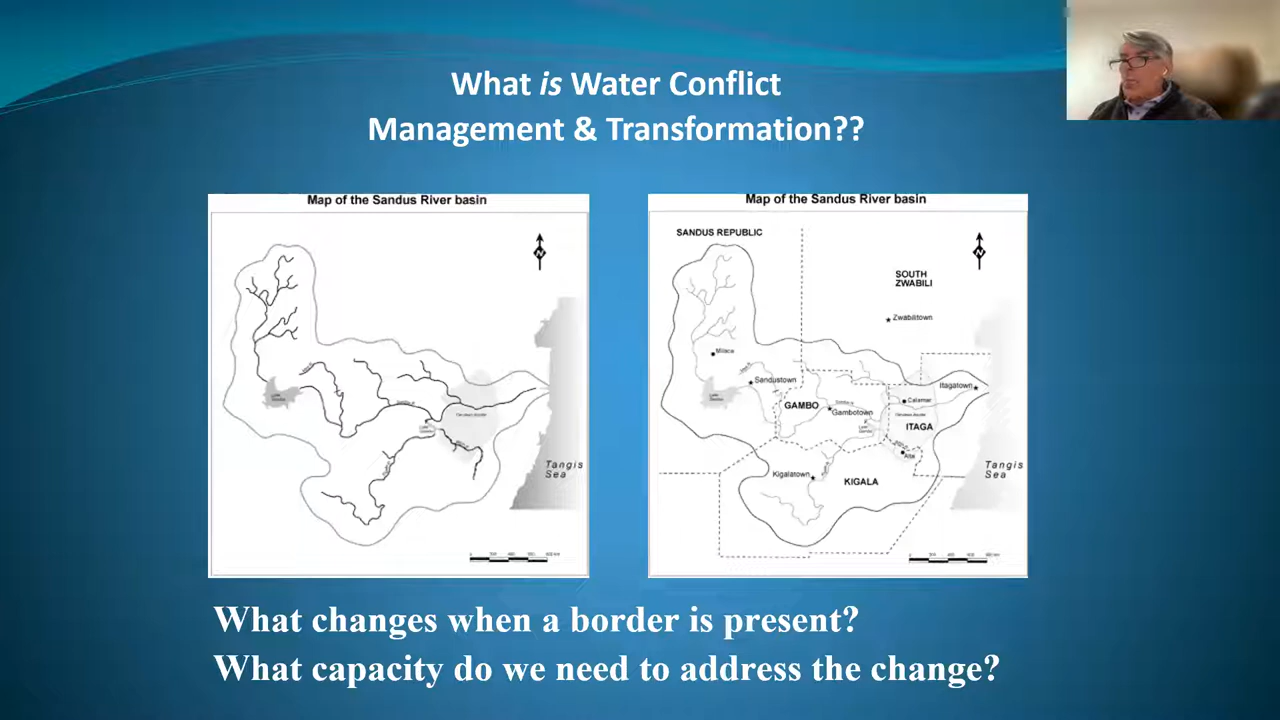 What is Water Conflict
Management & Transformation??
Map of the Sandus River basin
N
Tangis
Sea
Map of the Sandus River basin
SANDUS REPUBLIC
N
SOUTH
ZWABILI
Zwabilitown
Milaca
Sandustown
Itagatown
Calamar
GAMBO
Gambotown
ITAGA
Alta
Kigalatown
KIGALA
Tangis
Sea
What changes when a border is present?
What capacity do we need to address the change?